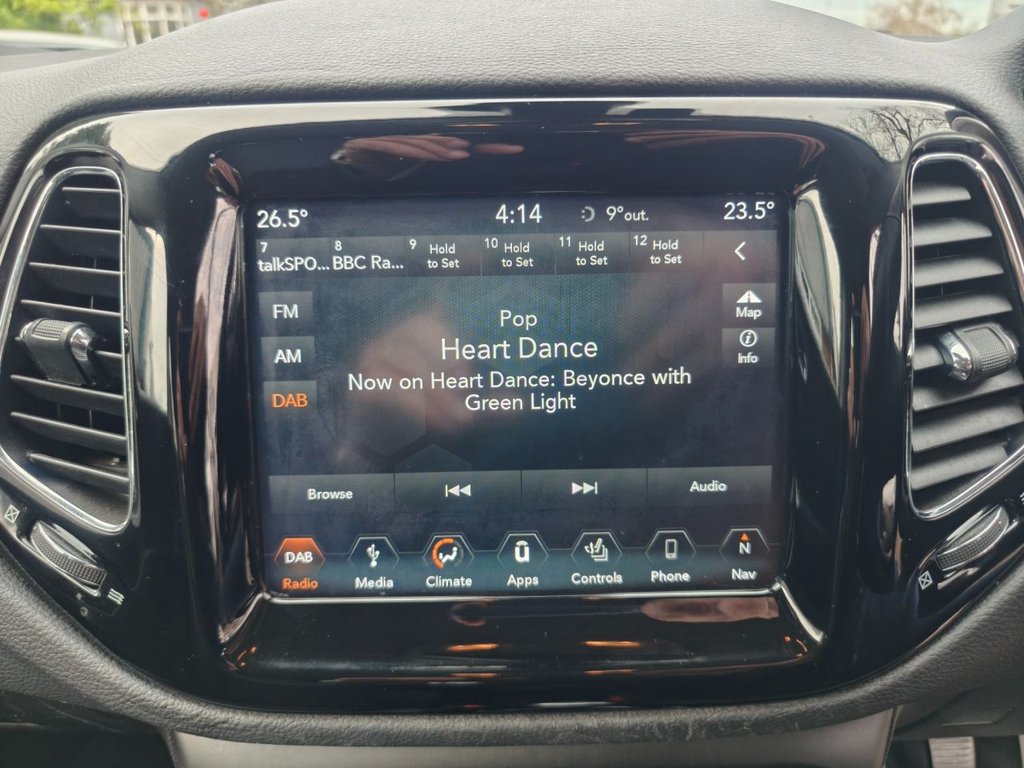 26.5° 4:14 9°out. 23.5°
7 talkSPO... 8 BBC Ra... 9 Hold to Set 10 Hold to Set 11 Hold to Set 12 Hold to Set
FM
AM
DAB
Map
Info
Pop
Heart Dance
Now on Heart Dance: Beyonce with
Green Light
Browse Audio
DAB N
Radio Media Climate Apps Controls Phone Nav